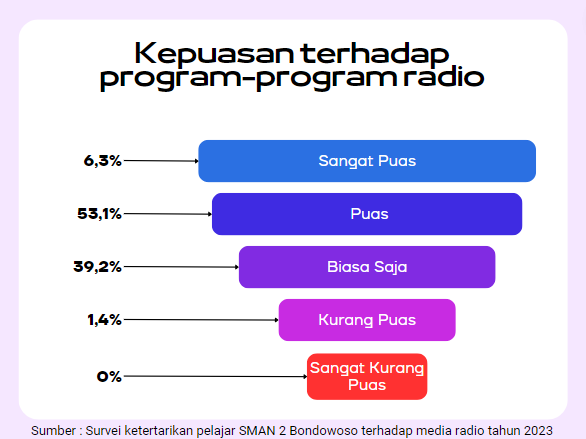 Kepuasan terhadap
program-program radio
6,3% Sangat Puas
53,1% Puas
39,2% Biasa Saja
1,4% Kurang Puas
0% Sangat Kurang
Puas
Sumber : Survei ketertarikan pelajar SMAN 2 Bondowoso terhadap media radio tahun 2023